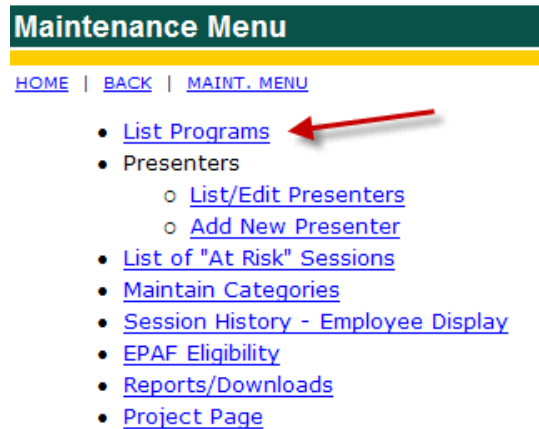 Maintenance Menu
HOME | BACK | MAINT. MENU
• List Programs
• Presenters
o List/Edit Presenters
o Add New Presenter
• List of "At Risk" Sessions
• Maintain Categories
• Session History - Employee Display
• EPAF Eligibility
• Reports/Downloads
• Project Page